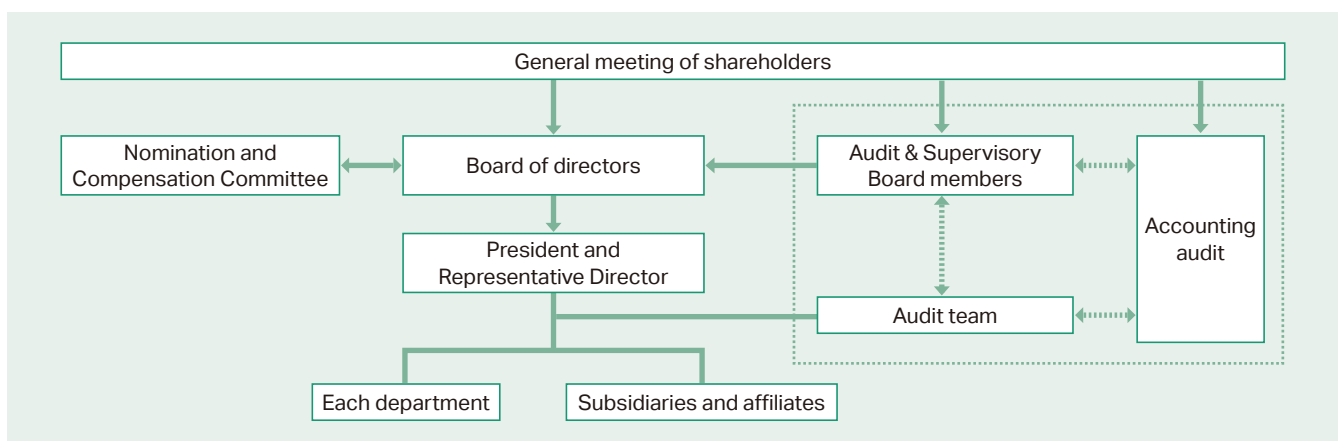 General meeting of shareholders
Nomination and
Compensation Committee
Board of directors
Audit & Supervisory
Board members
Accounting
audit
President and
Representative Director
Audit team
Each department
Subsidiaries and affiliates